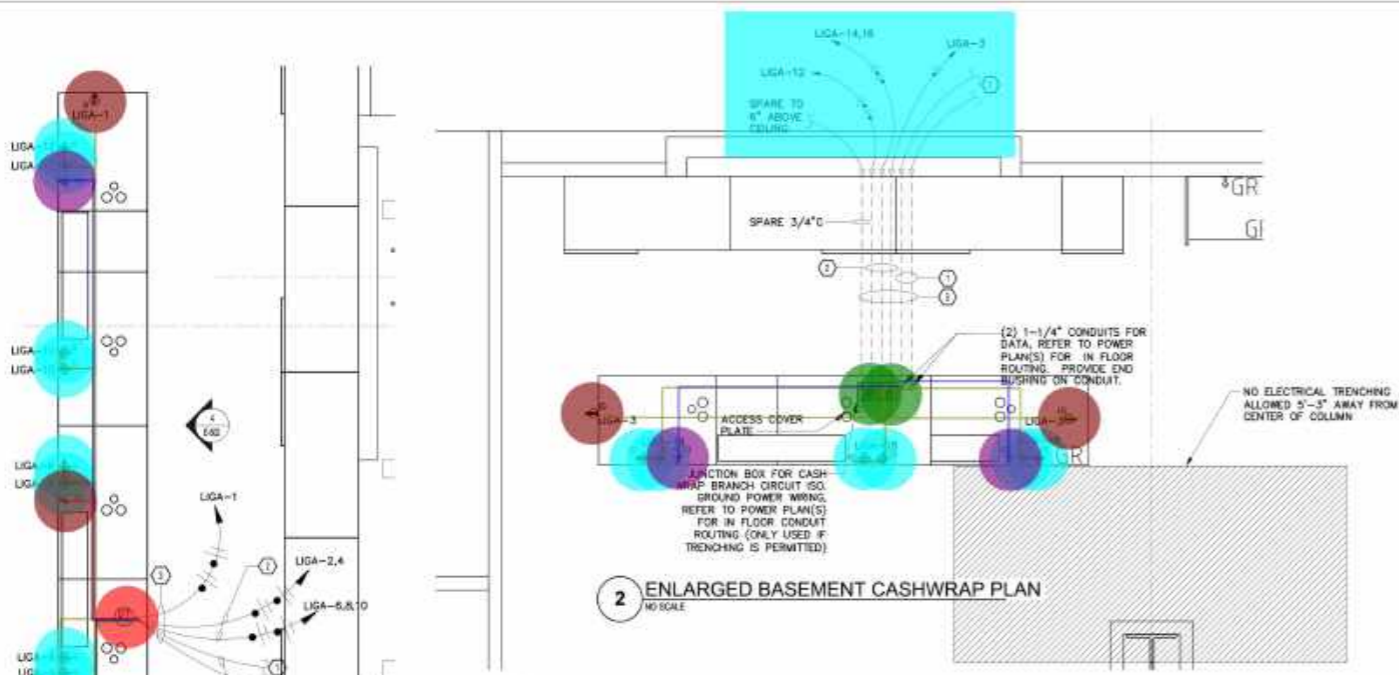 LIGA-1
LIGA-14,16
LIGA-3
LIGA-12
SPARE TO
6" ABOVE
CEILING
1
LIGA-
GR
SPARE 3/4"C
2
1
3
(2) 1-1/4" CONDUITS FOR
DATA, REFER TO POWER
PLAN(S) FOR IN FLOOR
ROUTING. PROVIDE END
BUSHING ON CONDUIT.
NO ELECTRICAL TRENCHING
ALLOWED 5'-3" AWAY FROM
CENTER OF COLUMN
LIGA-3
ACCESS COVER
PLATE
GR
JUNCTION BOX FOR CASH
WRAP BRANCH CIRCUIT ISO.
GROUND POWER WIRING,
REFER TO POWER PLAN(S)
FOR IN FLOOR CONDUIT
ROUTING (ONLY USED IF
TRENCHING IS PERMITTED)
LIGA-1
3
2
LIGA-2,4
LIGA-6,8,10
2 ENLARGED BASEMENT CASHWRAP PLAN
NO SCALE